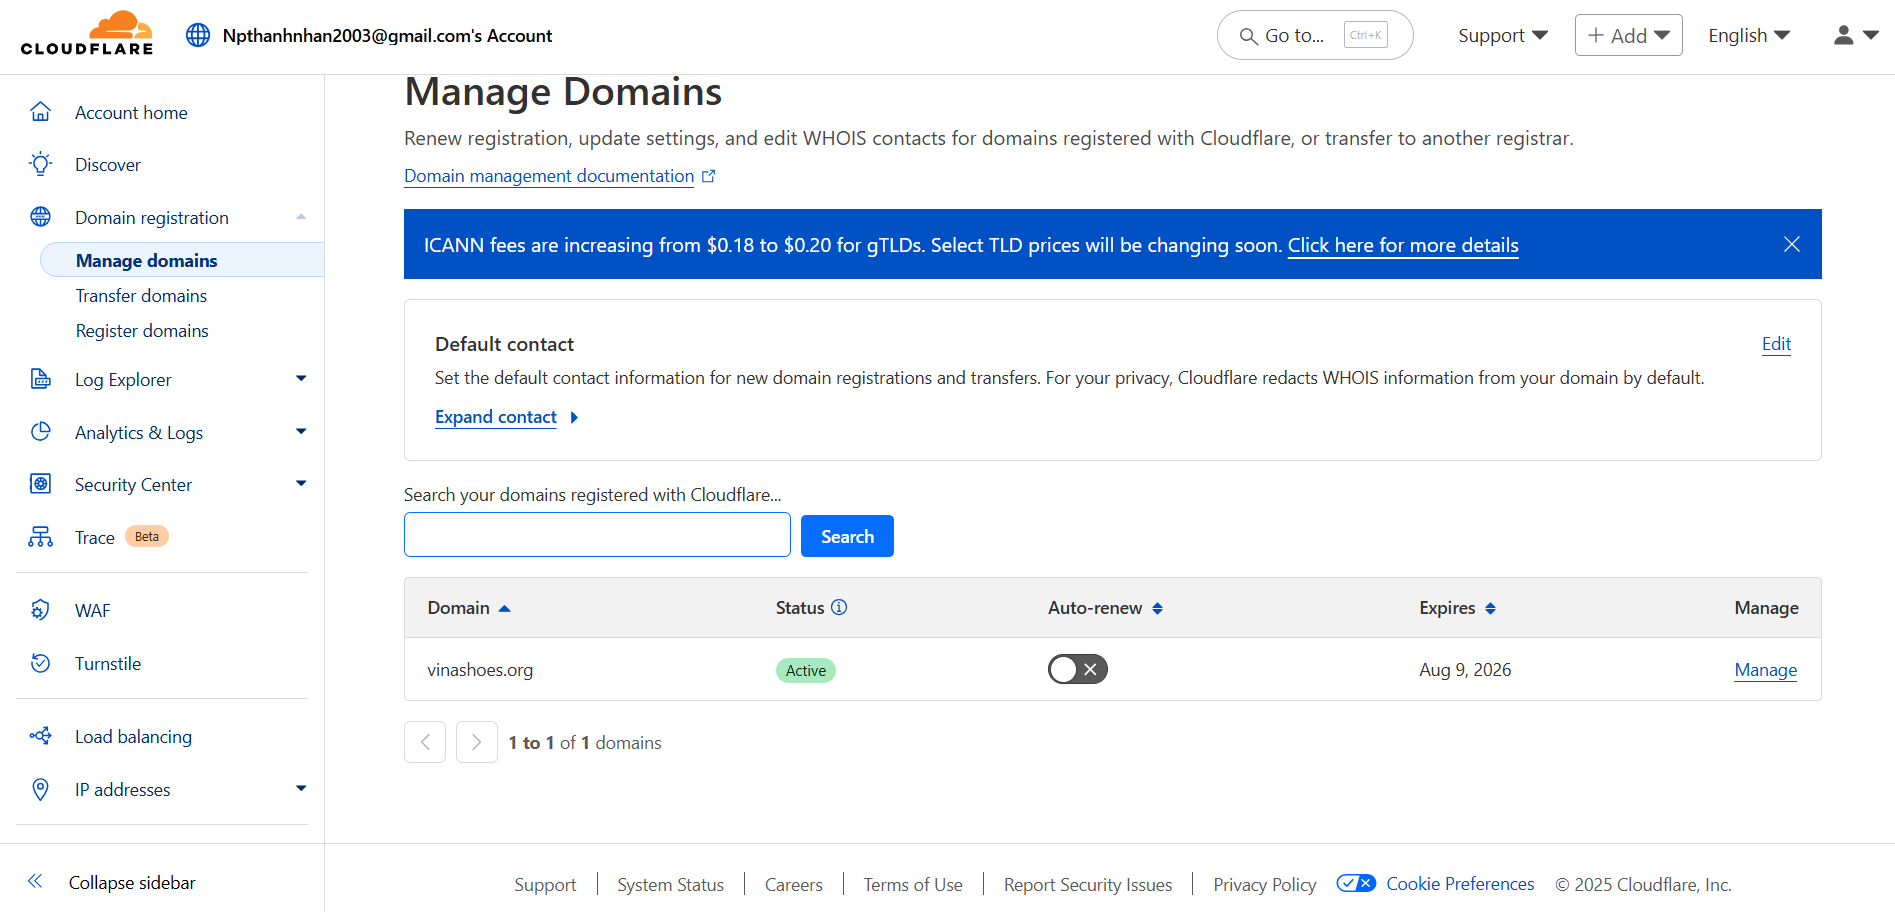 CLOUDFLARE
Npthanhnhan2003@gmail.com's Account
Go to...
Ctrl+K
Support
+ Add
English
Account home
Discover
Domain registration
Manage domains
Transfer domains
Register domains
Log Explorer
Analytics & Logs
Security Center
Trace Beta
WAF
Turnstile
Load balancing
IP addresses
Collapse sidebar
Manage Domains
Renew registration, update settings, and edit WHOIS contacts for domains registered with Cloudflare, or transfer to another registrar.
Domain management documentation
ICANN fees are increasing from $0.18 to $0.20 for gTLDs. Select TLD prices will be changing soon. Click here for more details
Default contact
Edit
Set the default contact information for new domain registrations and transfers. For your privacy, Cloudflare redacts WHOIS information from your domain by default.
Expand contact
Search your domains registered with Cloudflare...
Search
Domain Status Auto-renew Expires Manage
vinashoes.org Active Aug 9, 2026 Manage
1 to 1 of 1 domains
Support System Status Careers Terms of Use Report Security Issues Privacy Policy Cookie Preferences © 2025 Cloudflare, Inc.